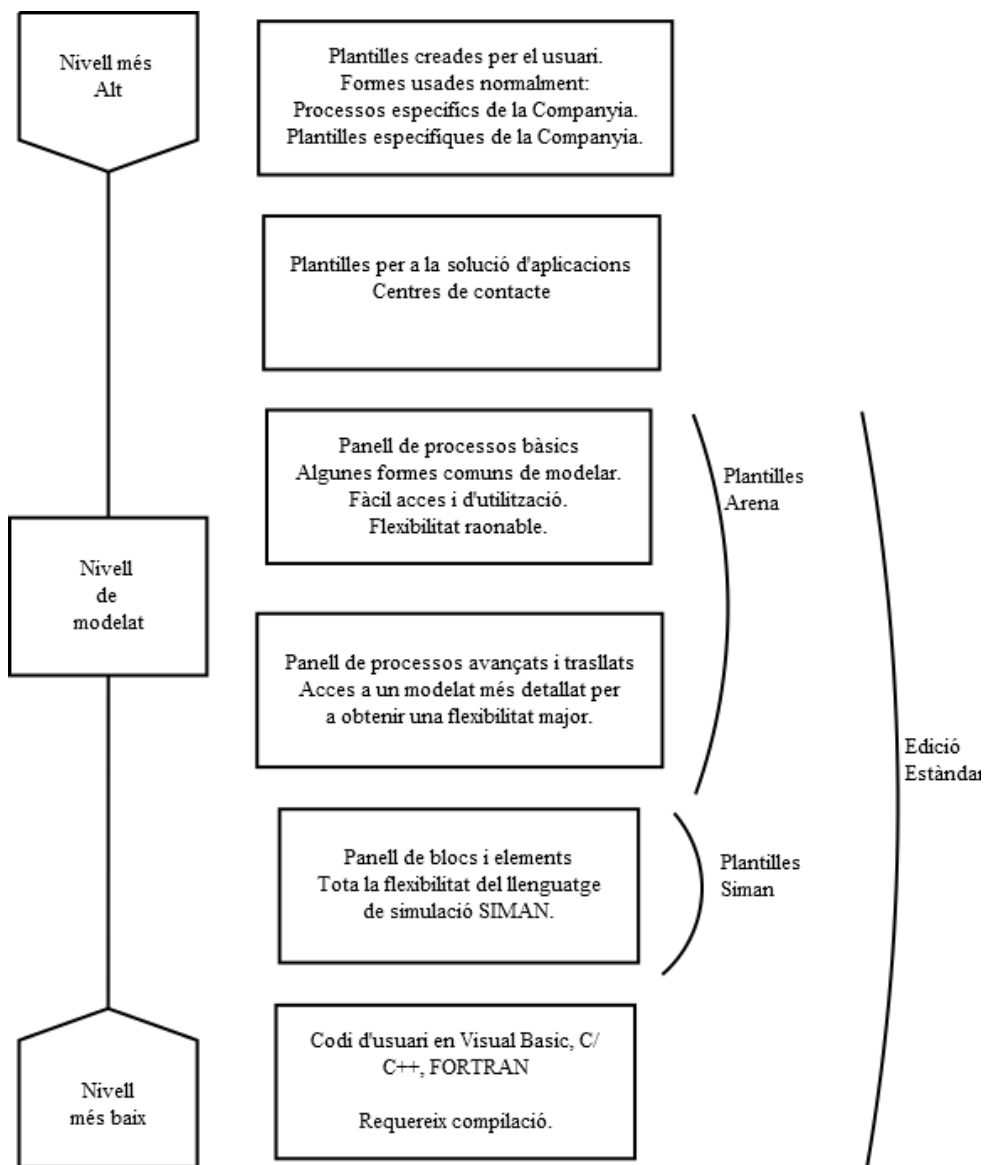 Nivell més
Alt
Plantilles creades per el usuari.
Formes usades normalment:
Processos específics de la Companyia.
Plantilles específiques de la Companyia.
Plantilles per a la solució d'aplicacions
Centres de contacte
Panell de processos bàsics
Algunes formes comuns de modelar.
Fàcil acces i d'utilització.
Flexibilitat raonable.
Plantilles
Arena
Nivell
de
modelat
Panell de processos avançats i trasllats
Acces a un modelat més detallat per
a obtenir una flexibilitat major.
Edició
Estàndar
Panell de blocs i elements
Tota la flexibilitat del llenguatge
de simulació SIMAN.
Plantilles
Siman
Nivell
més baix
Codi d'usuari en Visual Basic, C/
C++, FORTRAN
Requereix compilació.